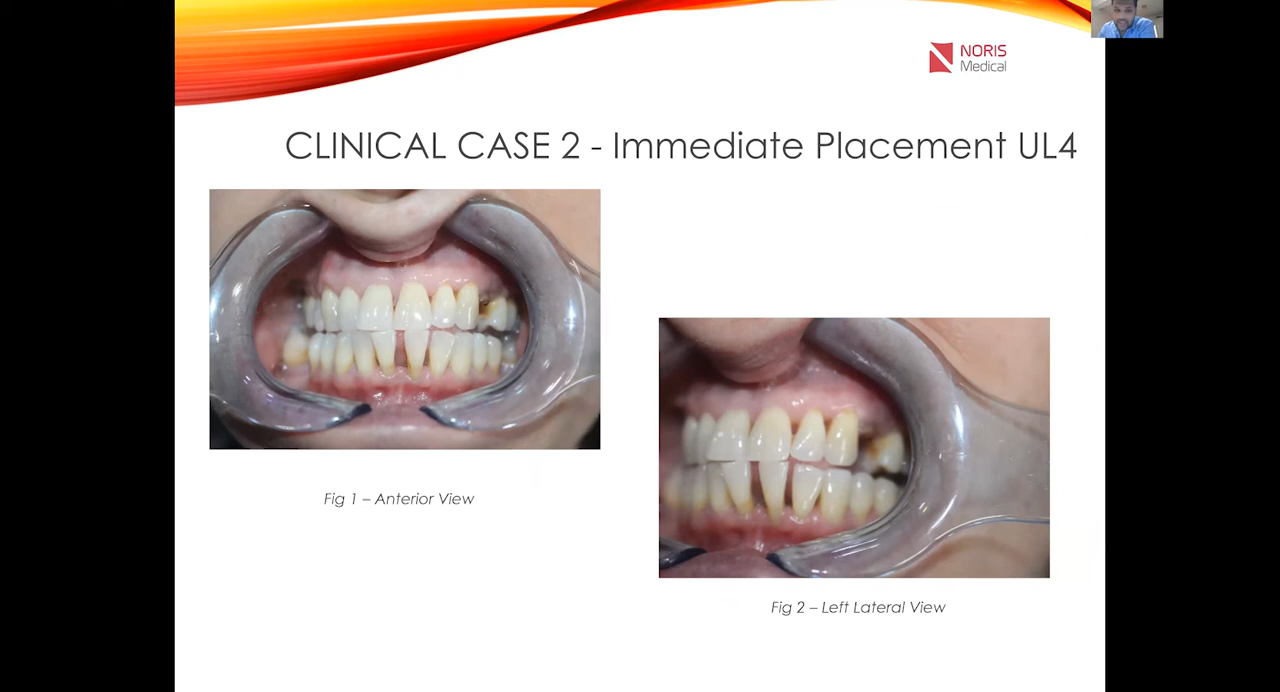 NORIS
Medical
CLINICAL CASE 2 - Immediate Placement UL4
Fig 1 – Anterior View
Fig 2 – Left Lateral View